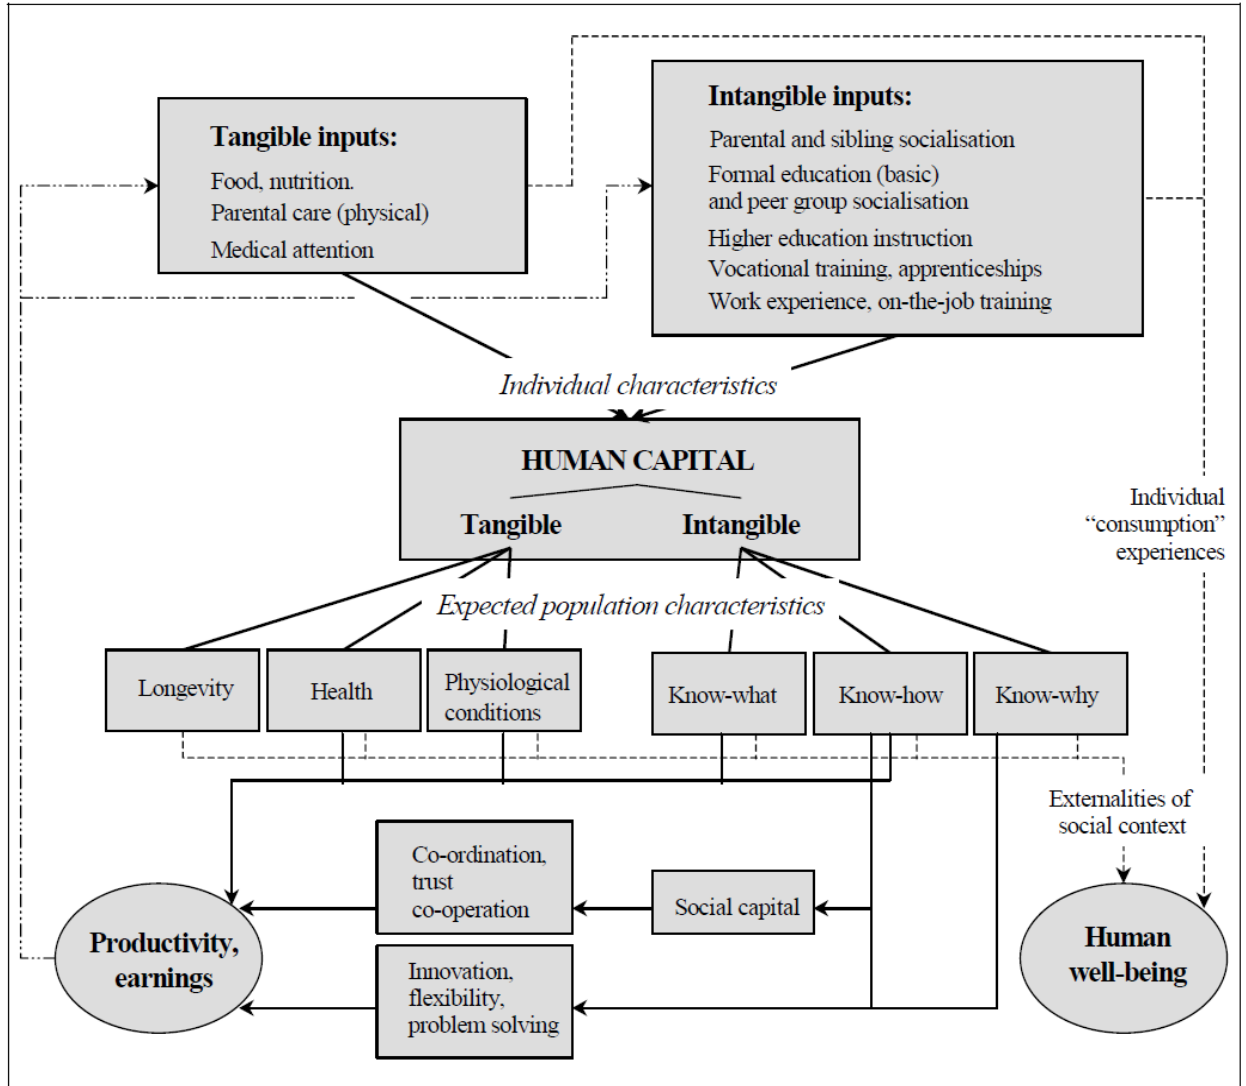 Tangible inputs:
Food, nutrition.
Parental care (physical)
Medical attention
Intangible inputs:
Parental and sibling socialisation
Formal education (basic)
and peer group socialisation
Higher education instruction
Vocational training, apprenticeships
Work experience, on-the-job training
Individual characteristics
HUMAN CAPITAL
Tangible
Intangible
Individual
“consumption”
experiences
Expected population characteristics
Longevity
Health
Physiological
conditions
Know-what
Know-how
Know-why
Externalities of
social context
Co-ordination,
trust
co-operation
Social capital
Productivity,
earnings
Innovation,
flexibility,
problem solving
Human
well-being